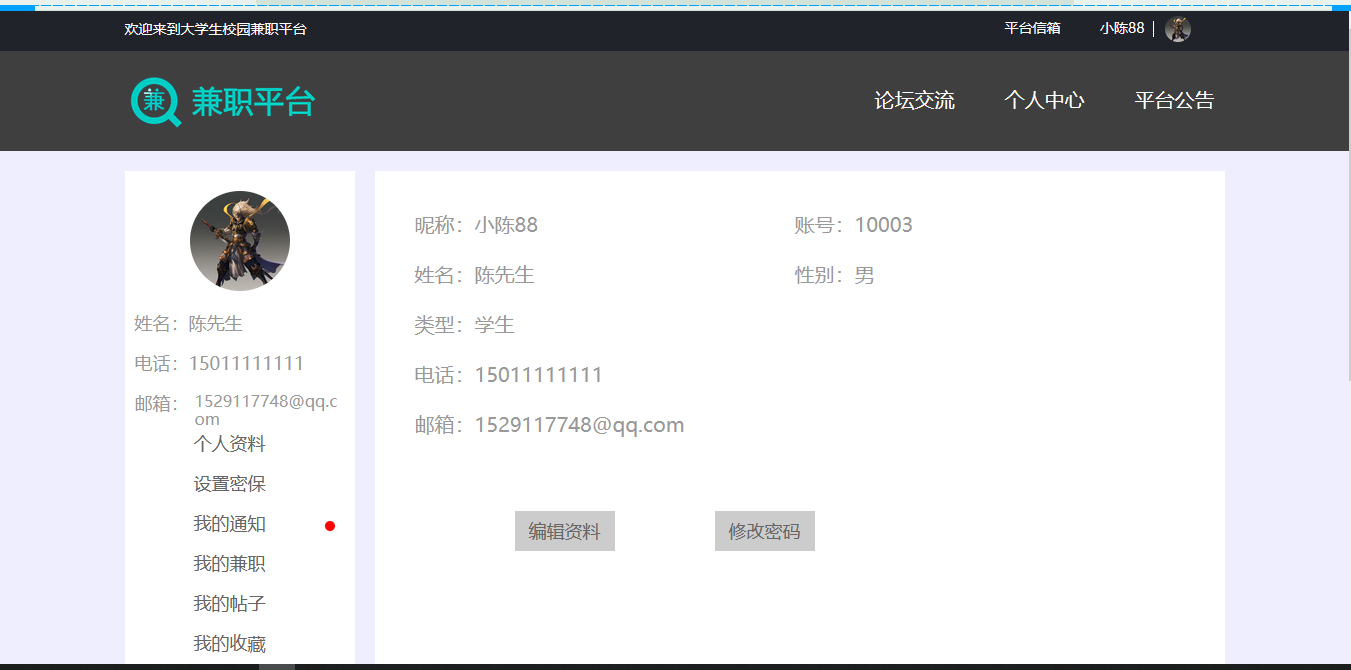 欢迎来到大学生校园兼职平台
平台信箱 小陈88
兼 兼职平台
论坛交流 个人中心 平台公告
姓名：陈先生
电话：15011111111
邮箱：1529117748@qq.c
om
个人资料
设置密保
我的通知
我的兼职
我的帖子
我的收藏
昵称：小陈88 账号：10003
姓名：陈先生 性别：男
类型：学生
电话：15011111111
邮箱：1529117748@qq.com
编辑资料 修改密码